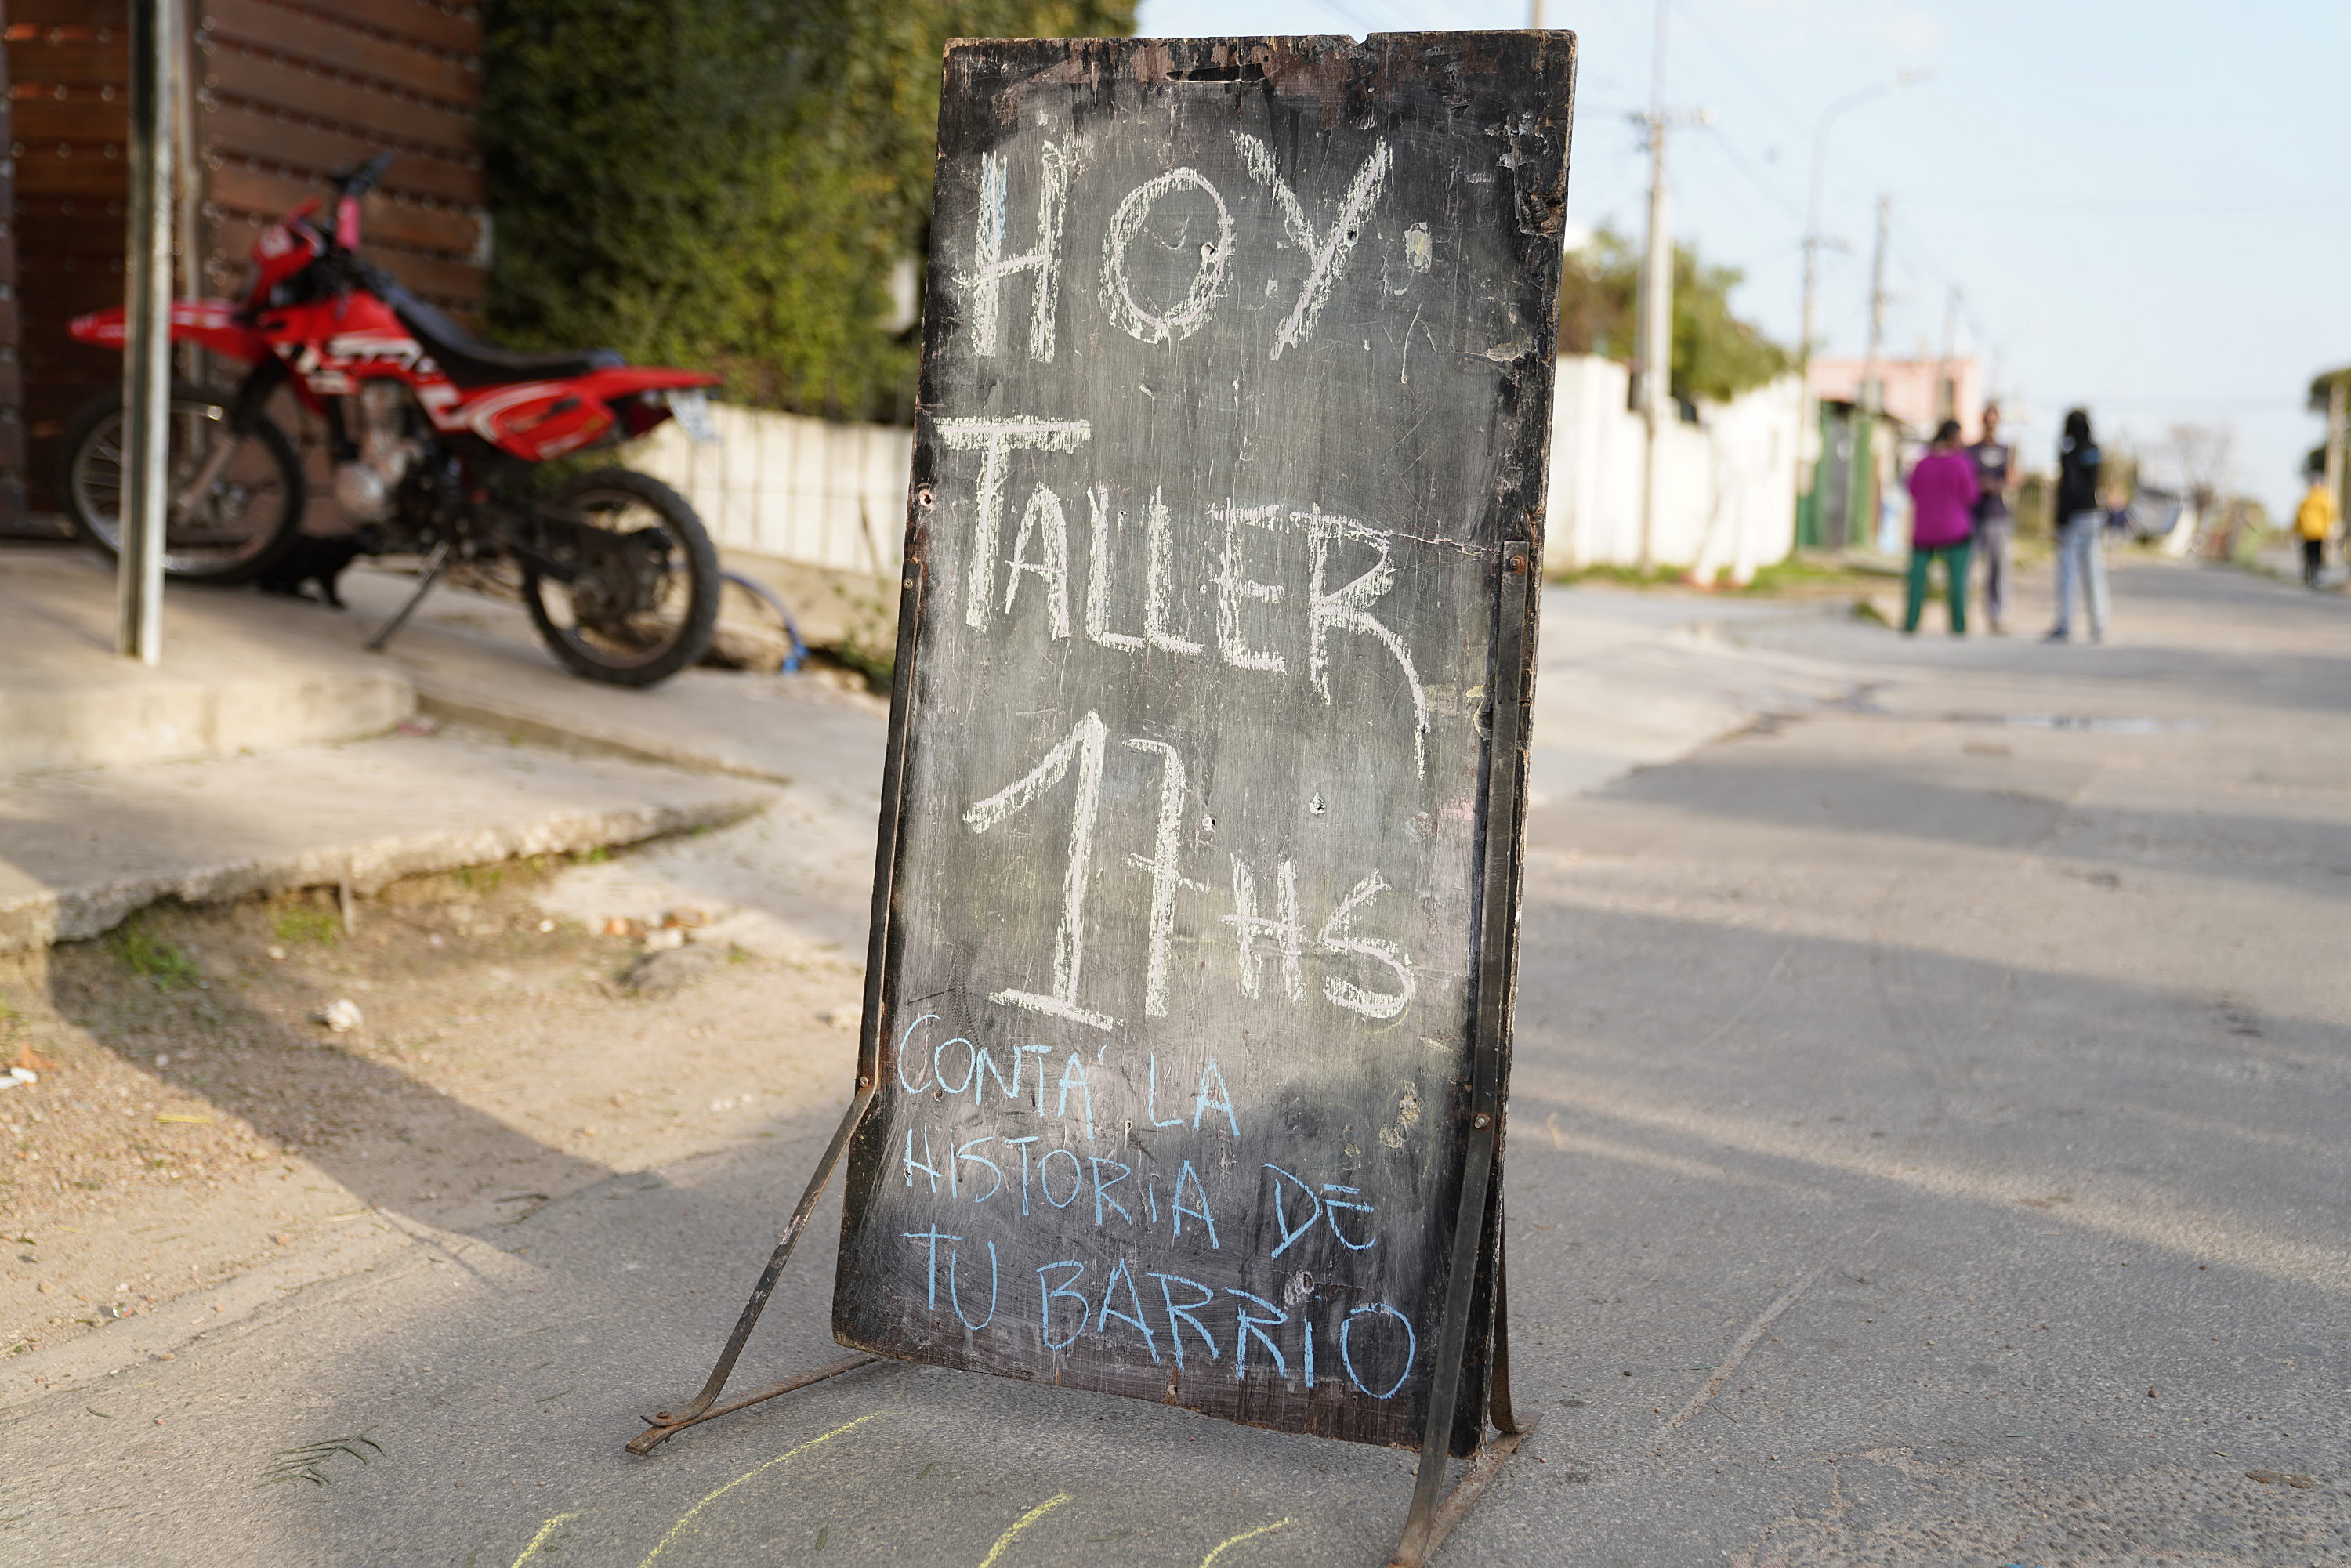 HOY.
TALLER
17HS
CONTÁ LA
HISTORIA DE
TU BARRIO